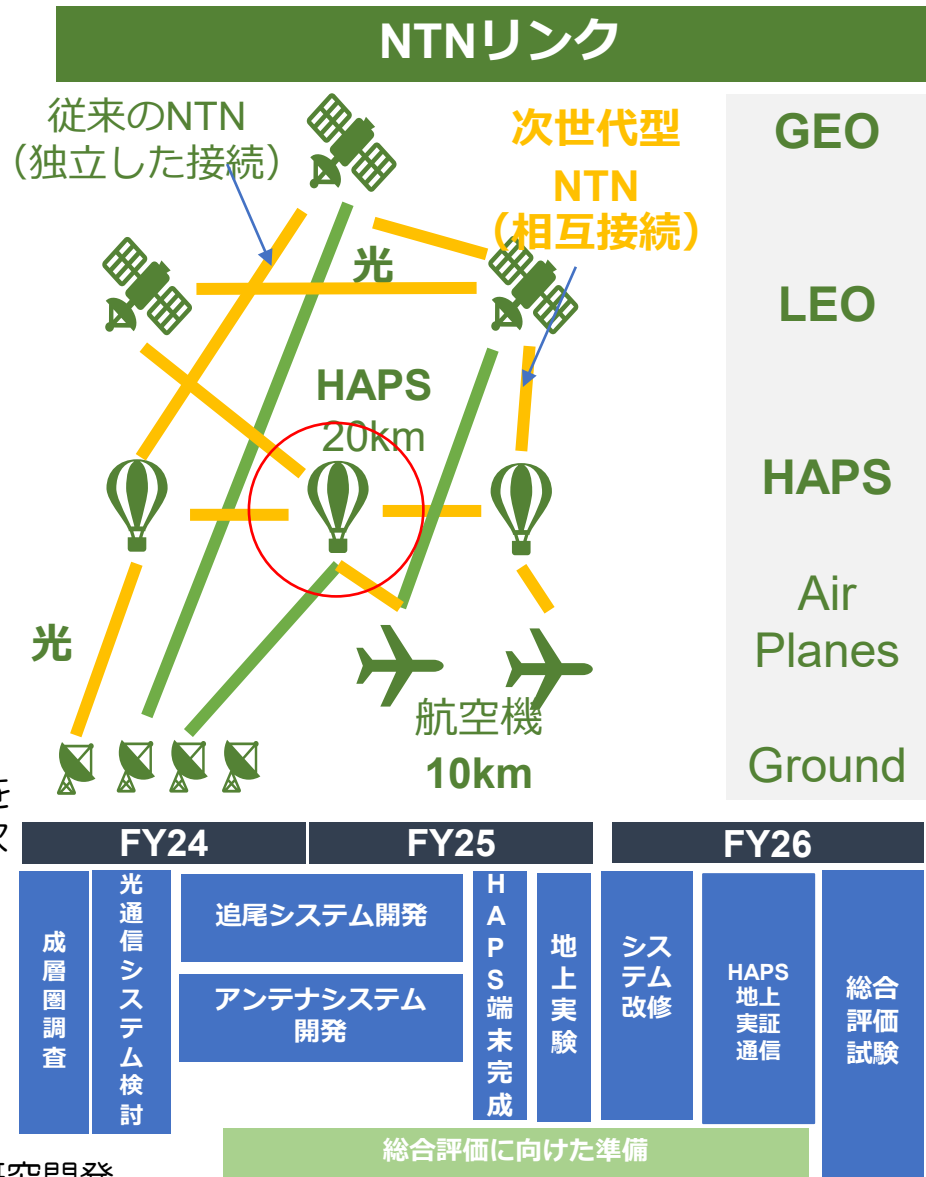 NTNリンク
従来のNTN
（独立した接続）
次世代型
NTN
（相互接続）
光
HAPS
20km
光
航空機
10km
GEO
LEO
HAPS
Air
Planes
Ground
を
FY24
FY25
FY26
成層圏調査
光通信システム検討
追尾システム開発
アンテナシステム
開発
HAPS端末完成
地上実験
シス
テム
改修
HAPS
地上
実証
通信
総合
評価
試験
総合評価に向けた準備